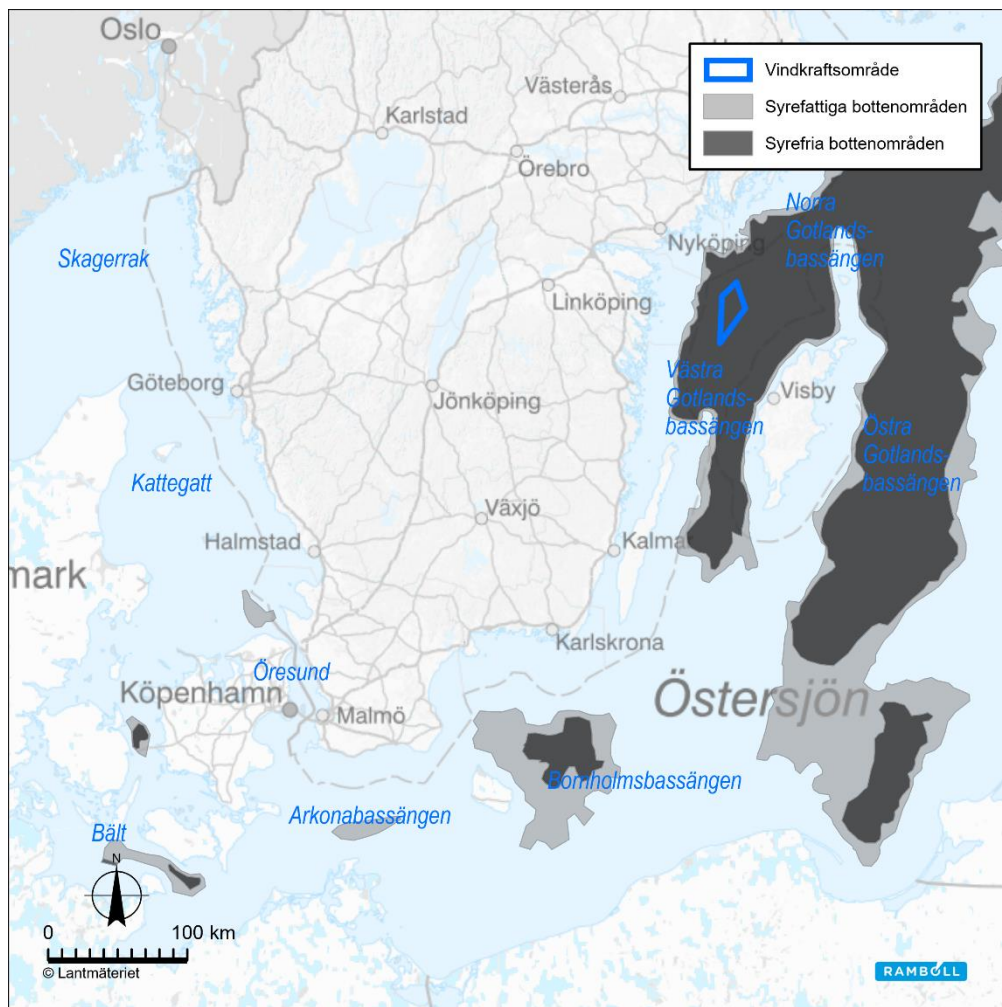 Oslo
Vindkraftsområde
Syrefattiga bottenområden
Syrefria bottenområden
Västerås
Karlstad
Örebro
Norra
Gotlands-
bassängen
Nyköping
Skagerrak
Linköping
Västra
Gotlands-
bassängen
Göteborg
Jönköping
Visby
Östra
Gotlands-
bassängen
Kattegatt
Växjö
Halmstad
Kalmar
mark
Karlskrona
Öresund
Köpenhamn
Malmö
Östersjön
Bornholmsbassängen
Arkonabassängen
Bält
N
0 100 km
© Lantmäteriet
RAMBOLL